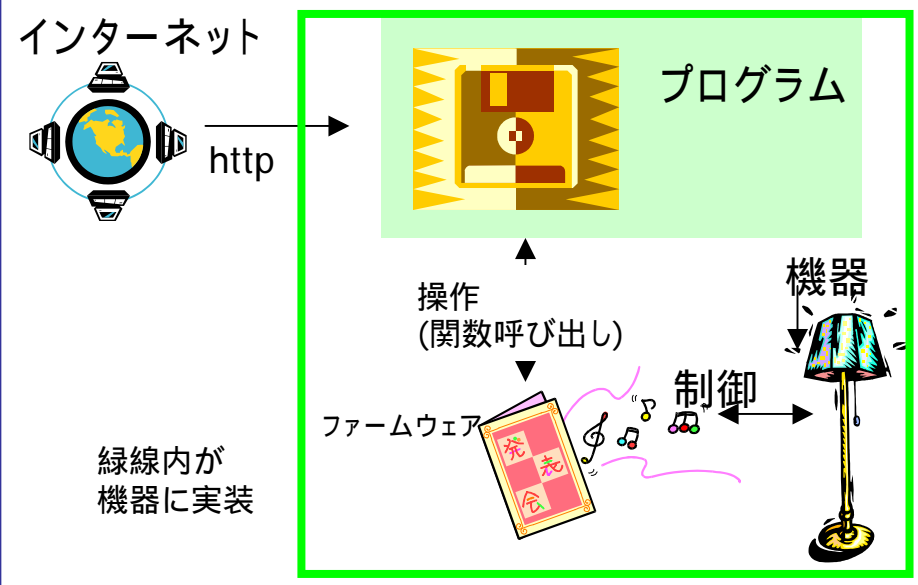 インターネット
プログラム
http
機器
操作
(関数呼び出し)
制御
ファームウェア
発
表
会
緑線内が
機器に実装